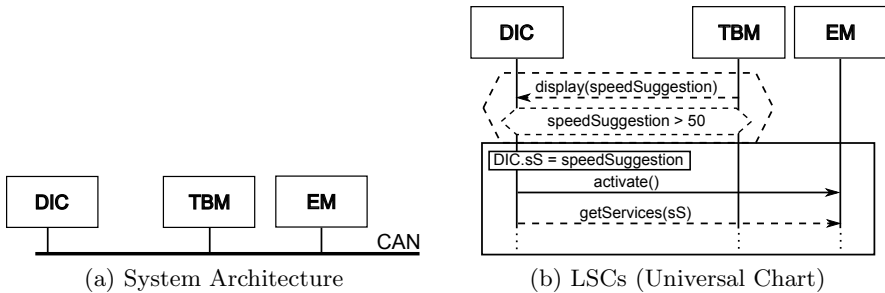 DIC
TBM
EM
CAN
(a) System Architecture
DIC
TBM
EM
display(speedSuggestion)
speedSuggestion > 50
DIC.sS = speedSuggestion
activate()
getServices(sS)
(b) LSCs (Universal Chart)